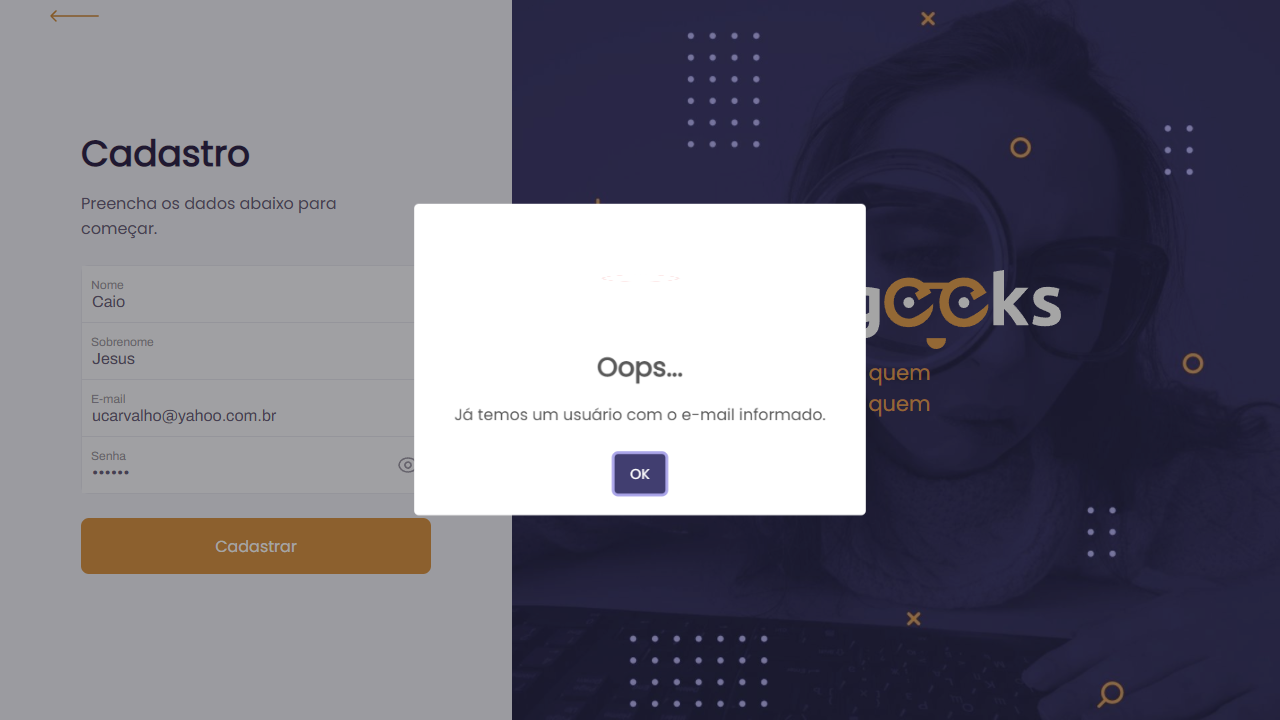 Cadastro
Preencha os dados abaixo para
começar.
Nome
Caio
Sobrenome
Jesus
E-mail
ucarvalho@yahoo.com.br
Senha
••••••
Cadastrar
Oops...
Já temos um usuário com o e-mail informado.
OK
geeks
quem
quem